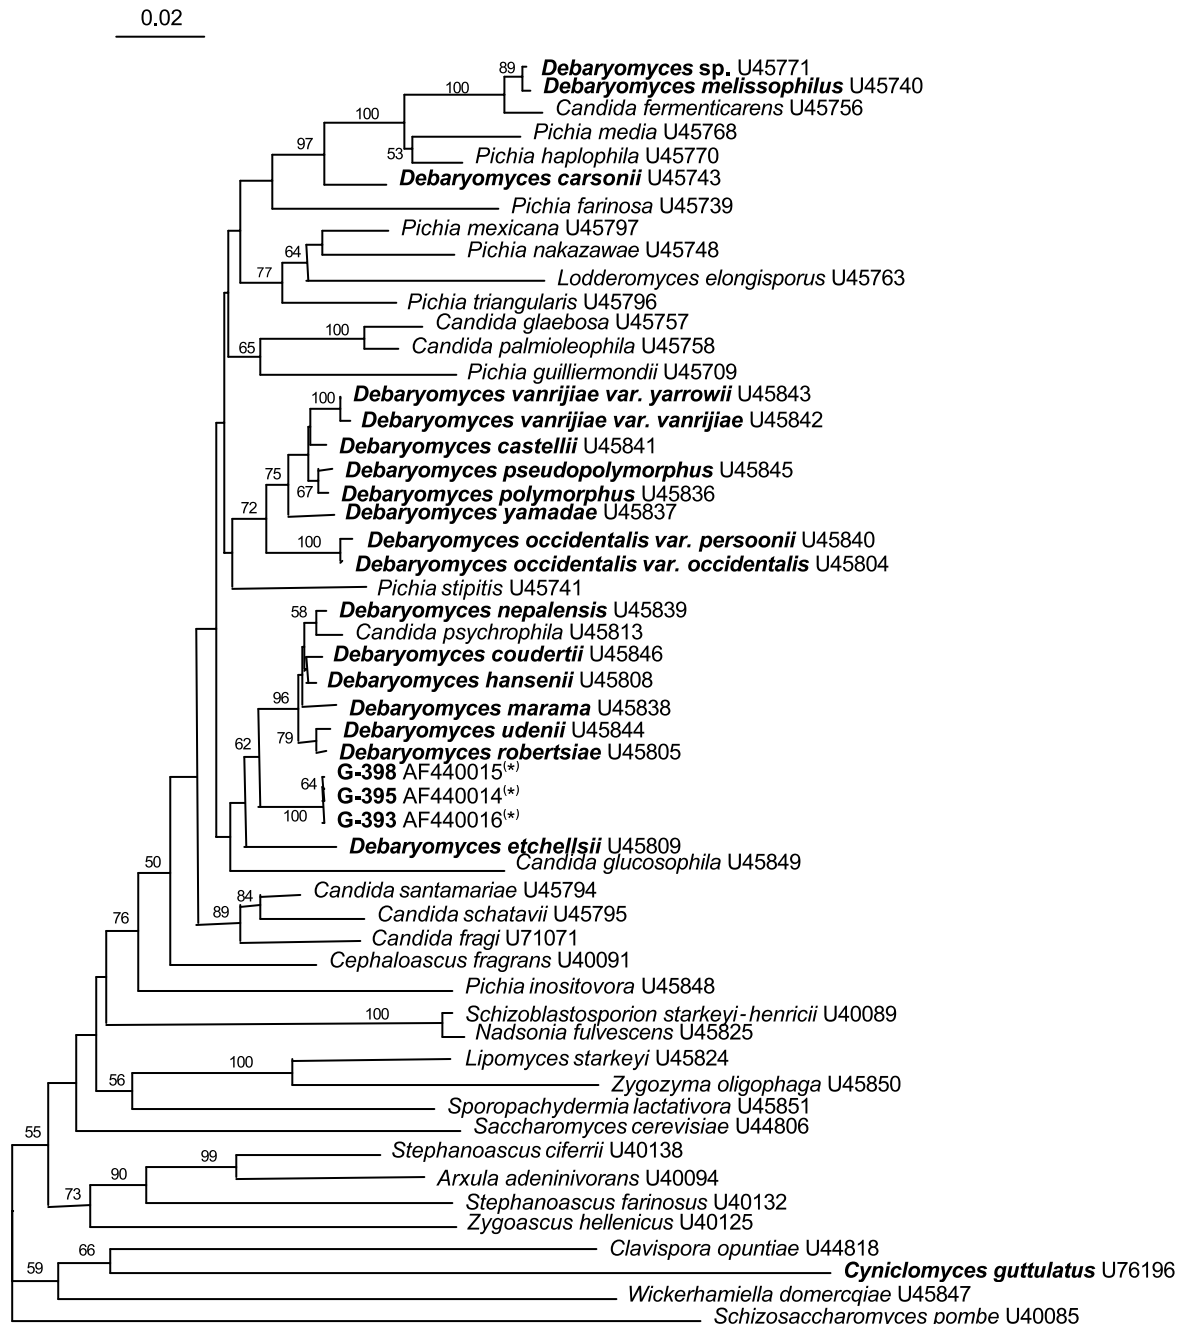 0.02
89
Debaryomyces sp. U45771
Debaryomyces melissophilus U45740
100
Candida fermenticarens U45756
100
Pichia media U45768
53
Pichia haplophila U45770
97
Debaryomyces carsonii U45743
Pichia farinosa U45739
Pichia mexicana U45797
64
Pichia nakazawae U45748
77
Lodderomyces elongisporus U45763
Pichia triangularis U45796
Candida glaebosa U45757
100
Candida palmioleophila U45758
65
Pichia guilliermondii U45709
Debaryomyces vanrijiae var. yarrowii U45843
100
Debaryomyces vanrijiae var. vanrijiae U45842
Debaryomyces castellii U45841
75
Debaryomyces pseudopolymorphus U45845
67
Debaryomyces polymorphus U45836
72
Debaryomyces yamadae U45837
Debaryomyces occidentalis var. persoonii U45840
100
Debaryomyces occidentalis var. occidentalis U45804
Pichia stipitis U45741
58
Debaryomyces nepalensis U45839
Candida psychrophila U45813
Debaryomyces coudertii U45846
Debaryomyces hansenii U45808
96
Debaryomyces marama U45838
Debaryomyces udenii U45844
79
Debaryomyces robertsiae U45805
62
G-398 AF440015(*)
64
G-395 AF440014(*)
100
G-393 AF440016(*)
Debaryomyces etchellsii U45809
Candida glucosophila U45849
50
Candida santamariae U45794
84
Candida schatavii U45795
89
Candida fragi U71071
76
Cephaloascus fragrans U40091
Pichia inositovora U45848
100
Schizoblastosporion starkeyi-henricii U40089
Nadsonia fulvescens U45825
Lipomyces starkeyi U45824
100
Zygozyma oligophaga U45850
56
Sporopachydermia lactativora U45851
Saccharomyces cerevisiae U44806
55
Stephanoascus ciferrii U40138
99
Arxula adeninivorans U40094
90
Stephanoascus farinosus U40132
73
Zygoascus hellenicus U40125
Clavispora opuntiae U44818
66
Cyniclomyces guttulatus U76196
59
Wickerhamiella domercqiae U45847
Schizosaccharomyces pombe U40085